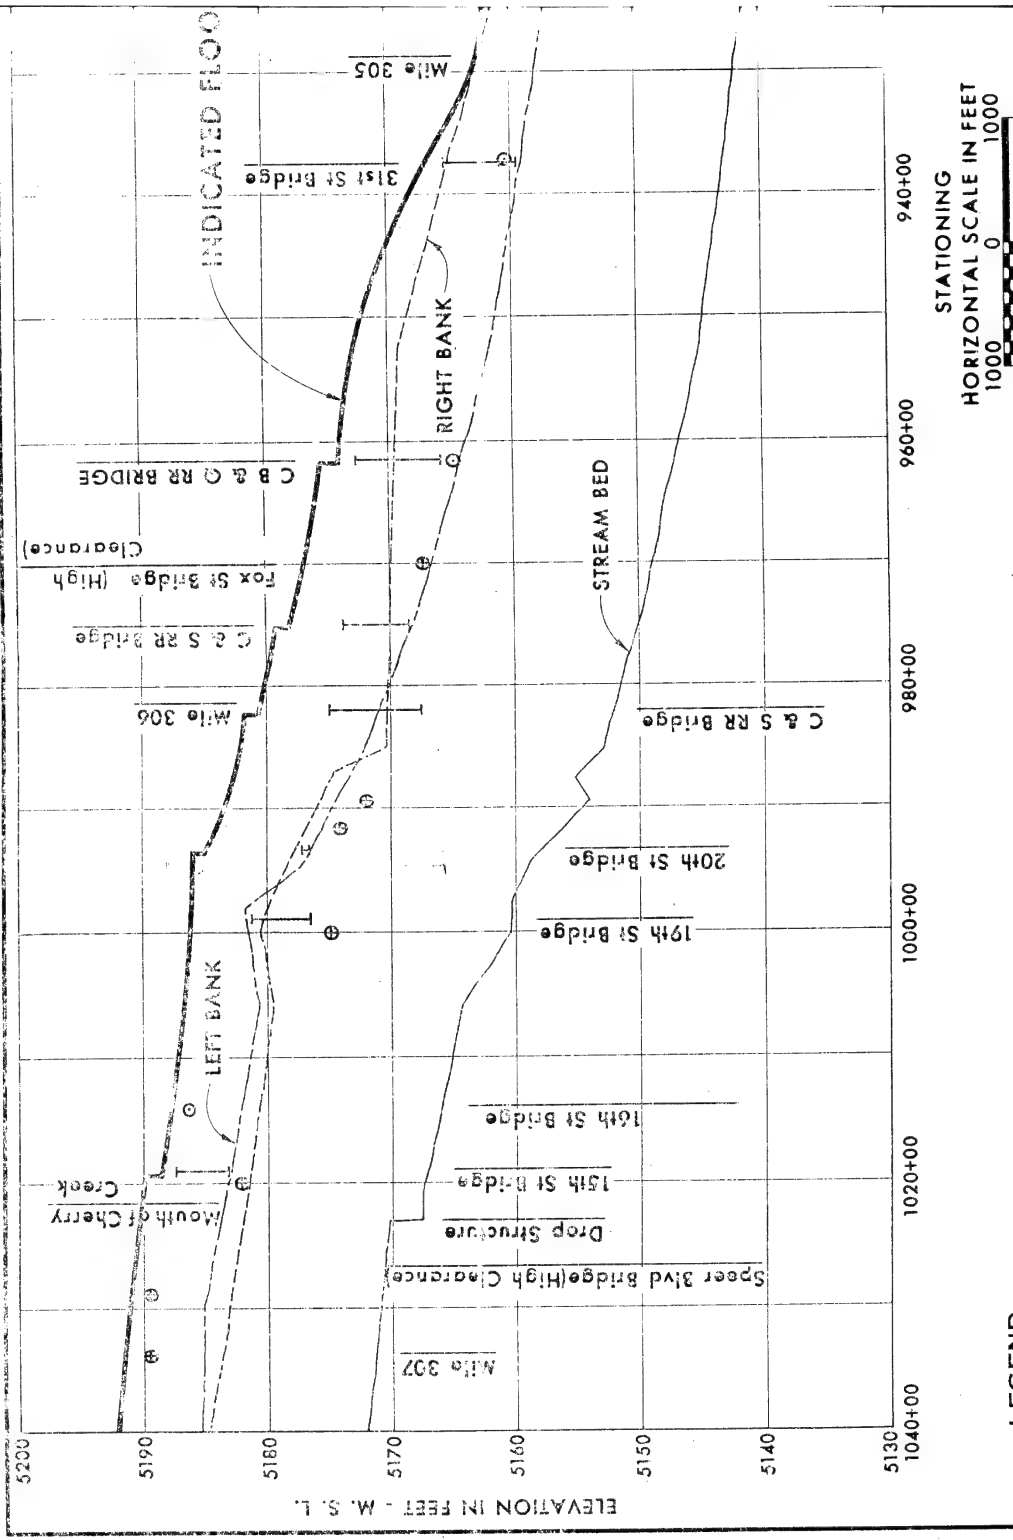 INDICATED FLOO
Mile 305
31st St Bridge
RIGHT BANK
C B & Q RR BRIDGE
Fox St Bridge (High
Clearance)
C & S RR Bridge
Mile 306
STREAM BED
C & S RR Bridge
20th St Bridge
19th St Bridge
LEFT BANK
16th St Bridge
15th St Bridge
Mouth of Cherry
Creek
Drop Structure
Speer Blvd Bridge (High Clearance)
Mile 307
5200
5190
5180
5170
5160
5150
5140
5130
ELEVATION IN FEET - M. S. L.
1040+00
1020+00
1000+00
980+00
960+00
940+00
STATIONING
HORIZONTAL SCALE IN FEET
1000 0 1000